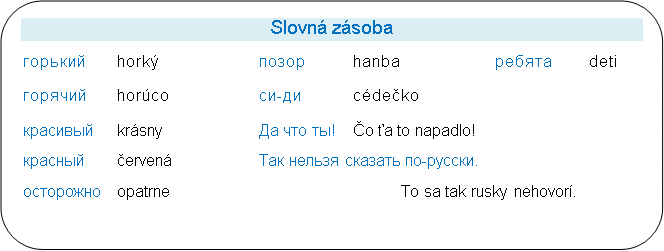 Slovná zásoba
горький horký позор hanba ребята deti
горячий horúco си-ди cédečko
красивый krásny Да что ты! Čo ťa to napadlo!
красный červená Так нельзя сказать по-русски.
осторожно opatrne To sa tak rusky nehovorí.